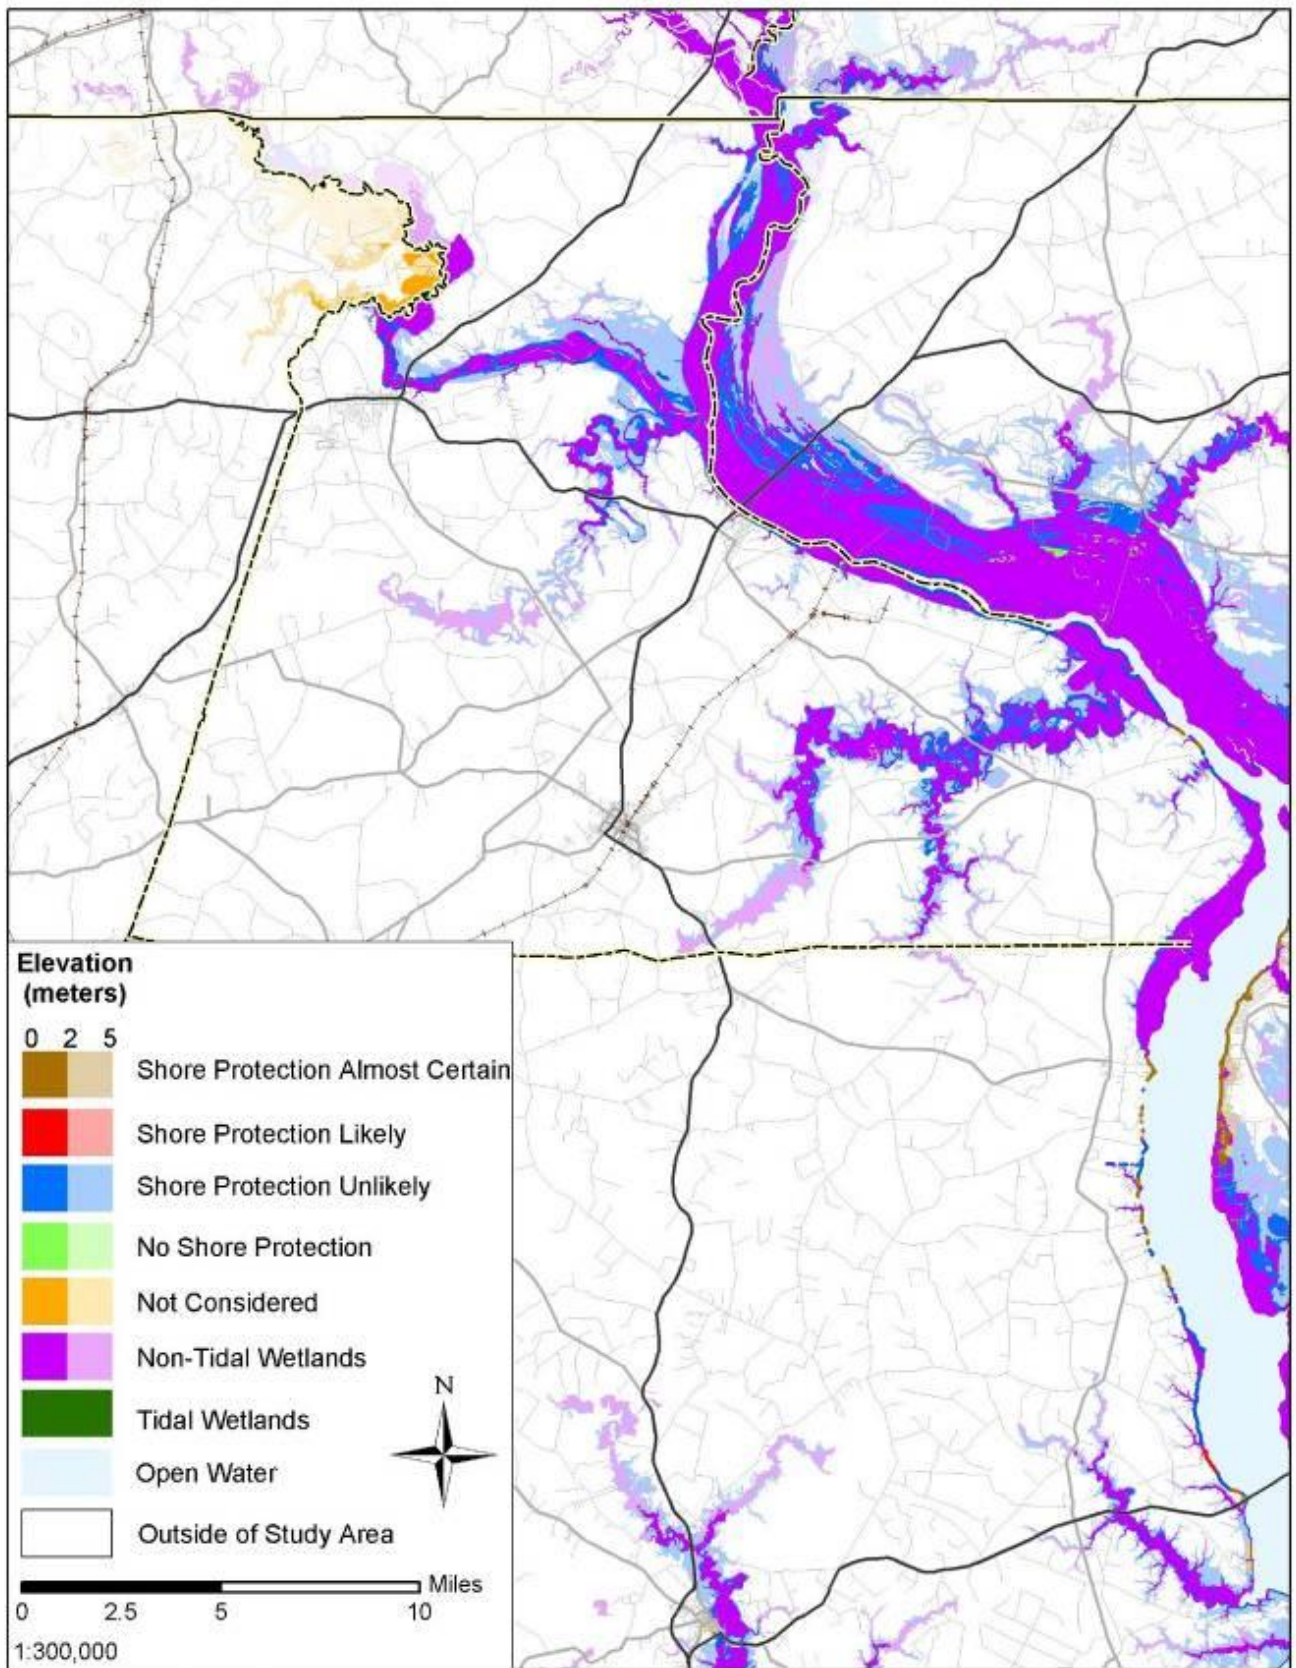 Elevation
(meters)
0 2 5
Shore Protection Almost Certain
Shore Protection Likely
Shore Protection Unlikely
No Shore Protection
Not Considered
Non-Tidal Wetlands
N
Tidal Wetlands
Open Water
Outside of Study Area
Miles
0 2.5 5 10
1:300,000